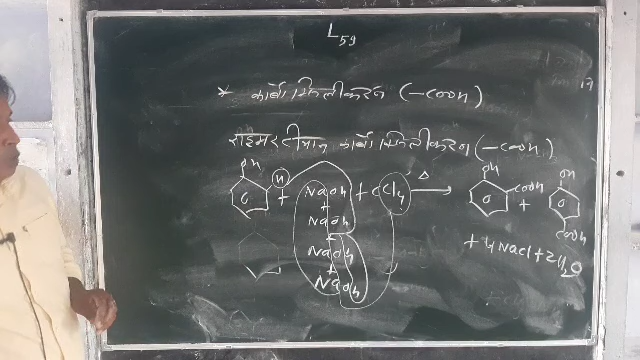 L59
* कार्बोक्सिलीकरण (-COOH)
राइमर टीमान कार्बोक्सिलीकरण (-COOH)
OH OH OH
H NaOH + CCl4 Δ → COOH +
+
+
NaOH
+
NaOH COOH
+ 4NaCl + 2H2O
+
NaOH